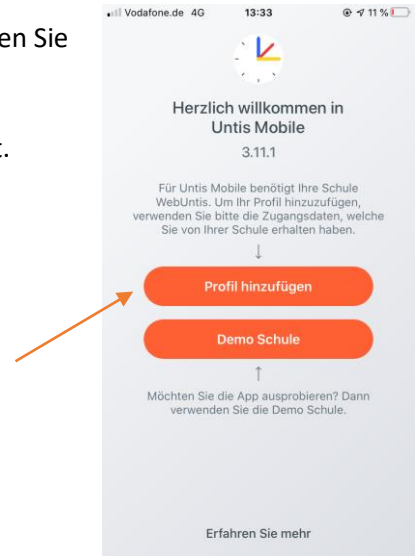 en Sie
t.
Vodafone.de 4G 13:33 11 %
Herzlich willkommen in
Untis Mobile
3.11.1
Für Untis Mobile benötigt Ihre Schule
WebUntis. Um Ihr Profil hinzuzufügen,
verwenden Sie bitte die Zugangsdaten, welche
Sie von Ihrer Schule erhalten haben.
↓
Profil hinzufügen
Demo Schule
↑
Möchten Sie die App ausprobieren? Dann
verwenden Sie die Demo Schule.
Erfahren Sie mehr